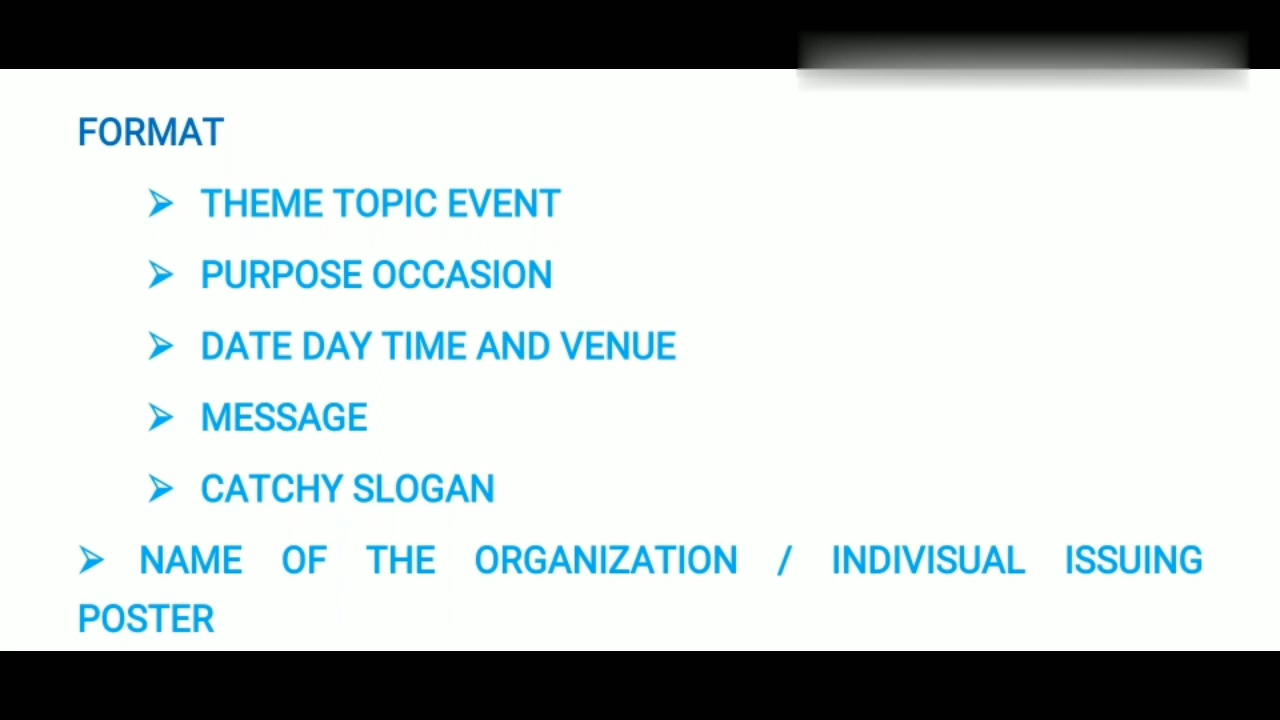 FORMAT
➢ THEME TOPIC EVENT
➢ PURPOSE OCCASION
➢ DATE DAY TIME AND VENUE
➢ MESSAGE
➢ CATCHY SLOGAN
➢ NAME OF THE ORGANIZATION / INDIVISUAL ISSUING
POSTER